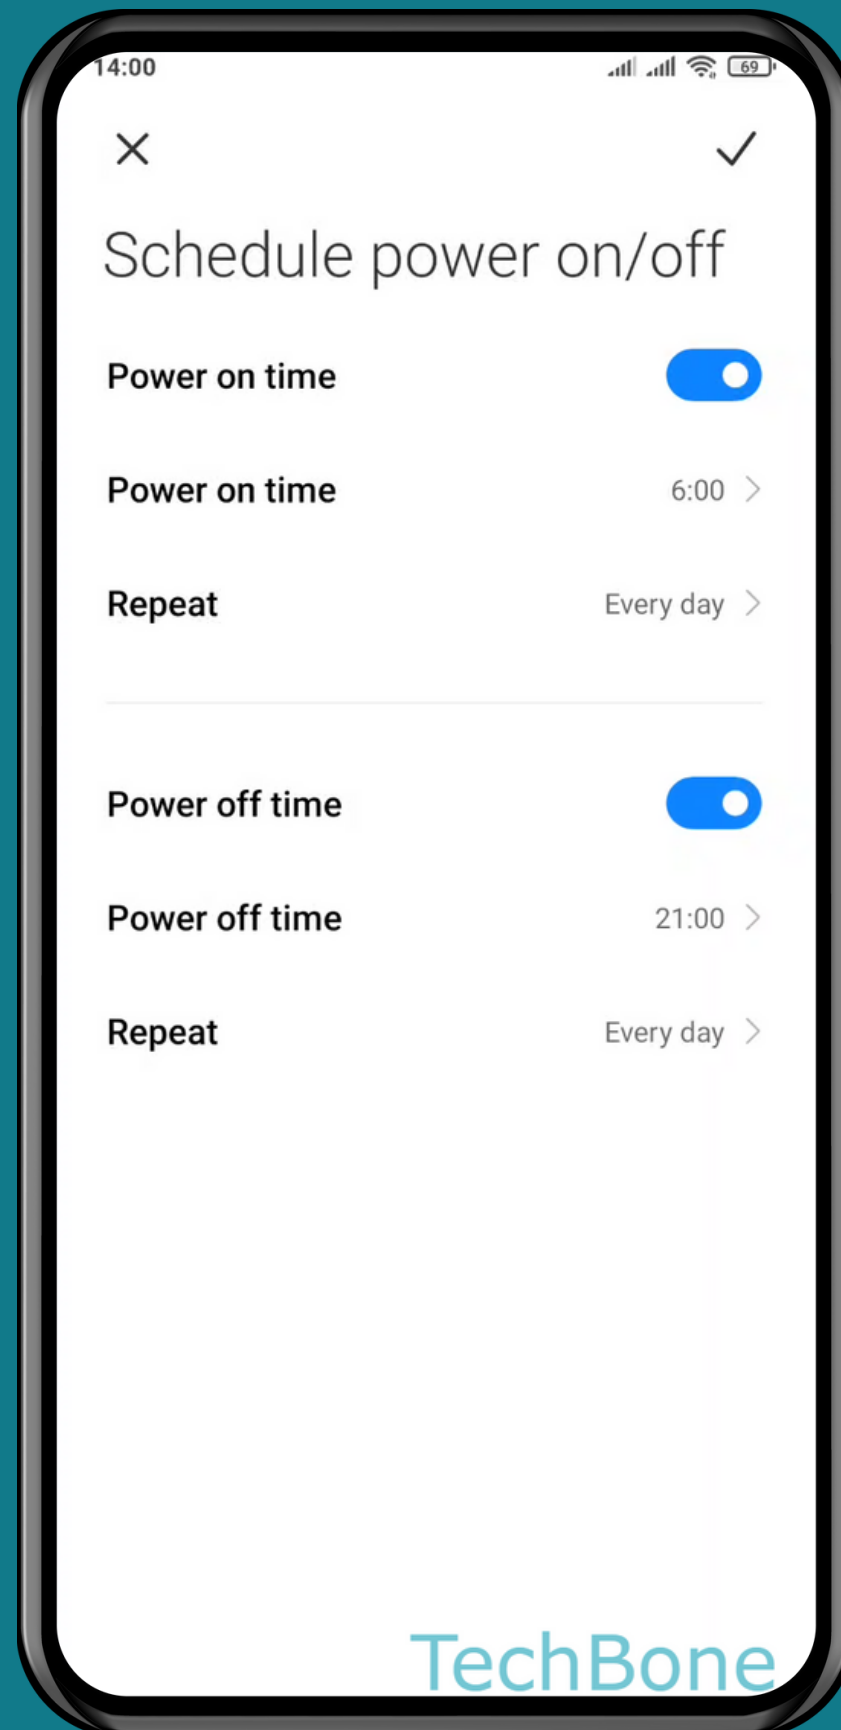 14:00 69
Schedule power on/off
Power on time
Power on time 6:00
Repeat Every day
Power off time
Power off time 21:00
Repeat Every day
TechBone